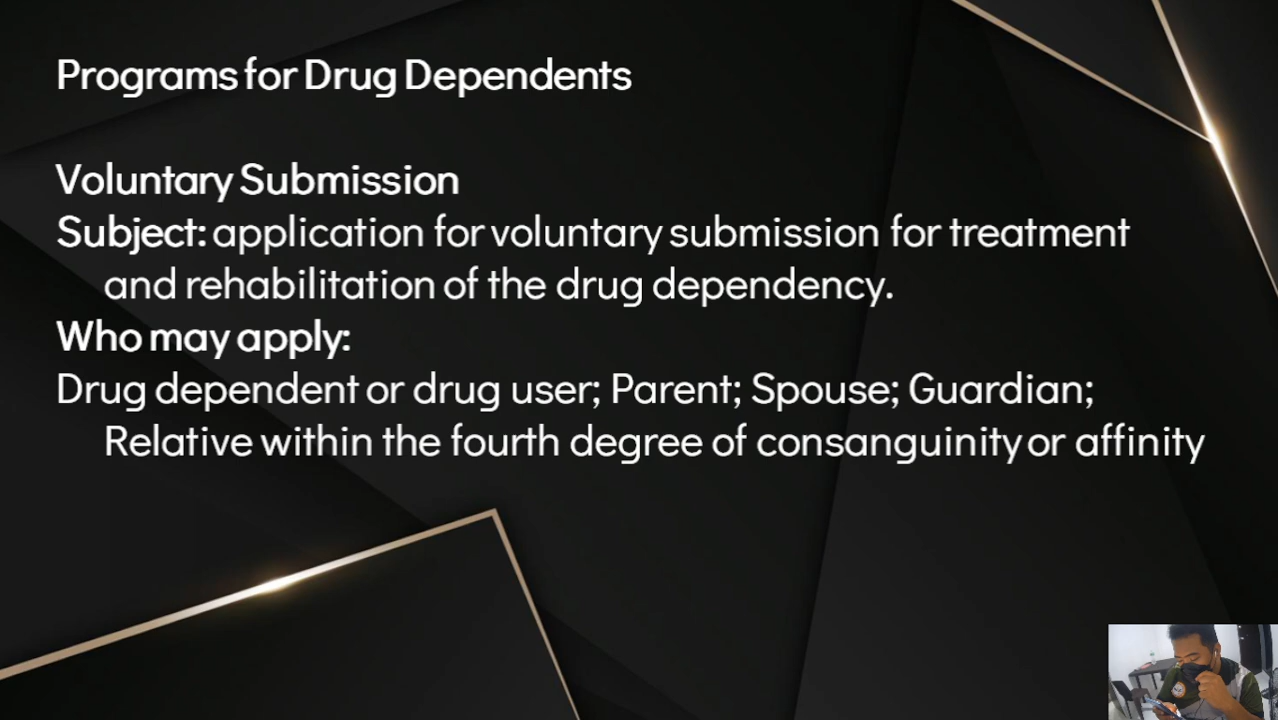 Programs for Drug Dependents
Voluntary Submission
Subject: application for voluntary submission for treatment
and rehabilitation of the drug dependency.
Who may apply:
Drug dependent or drug user; Parent; Spouse; Guardian;
Relative within the fourth degree of consanguinity or affinity